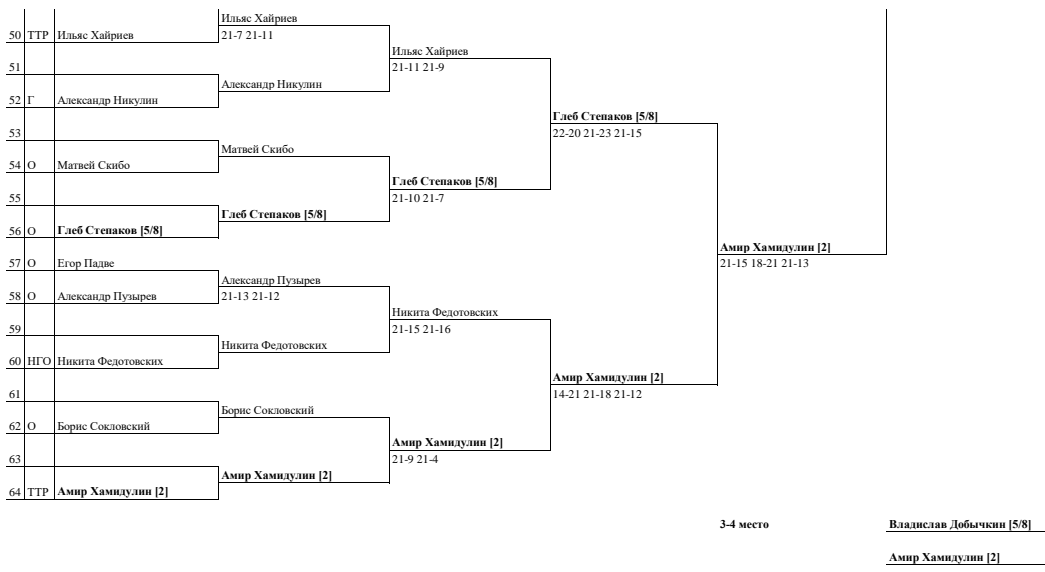 Ильяс Хайриев
50 ТТР Ильяс Хайриев 21-7 21-11
Ильяс Хайриев
51 21-11 21-9
Александр Никулин
52 Г Александр Никулин
Глеб Степаков [5/8]
53 22-20 21-23 21-15
Матвей Скибо
54 О Матвей Скибо
Глеб Степаков [5/8]
55 21-10 21-7
Глеб Степаков [5/8]
56 О Глеб Степаков [5/8]
Амир Хамидулин [2]
57 О Егор Падве 21-15 18-21 21-13
Александр Пузырев
58 О Александр Пузырев 21-13 21-12
Никита Федотовских
59 21-15 21-16
Никита Федотовских
60 НГО Никита Федотовских
Амир Хамидулин [2]
61 14-21 21-18 21-12
Борис Сокловский
62 О Борис Сокловский
Амир Хамидулин [2]
63 21-9 21-4
Амир Хамидулин [2]
64 ТТР Амир Хамидулин [2]
3-4 место Владислав Добычкин [5/8]
Амир Хамидулин [2]